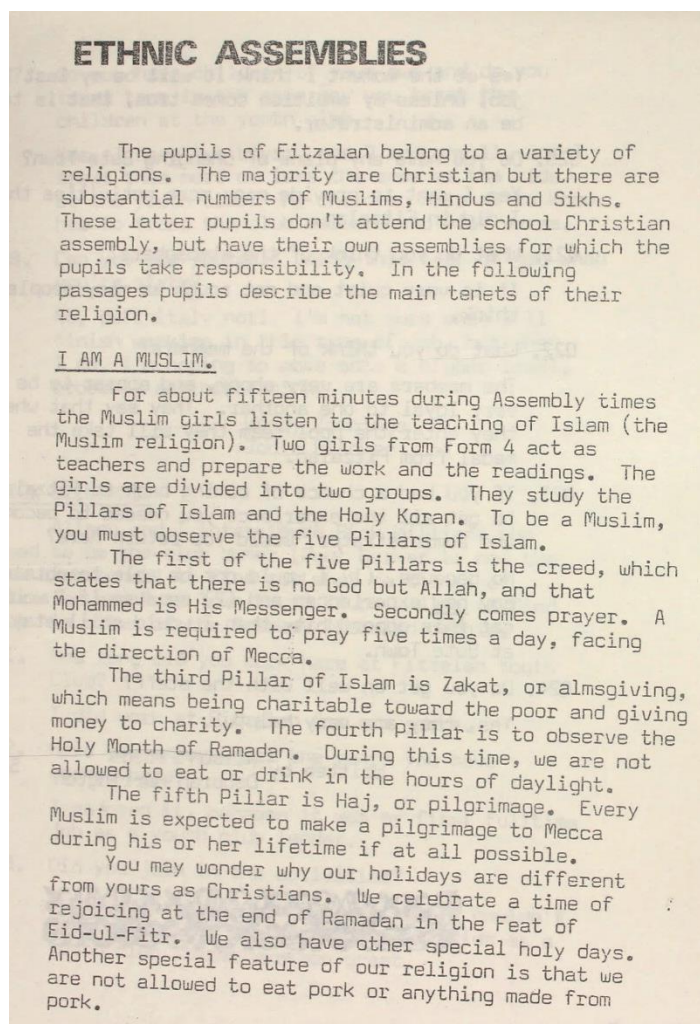 ETHNIC ASSEMBLIES
The pupils of Fitzalan belong to a variety of
religions. The majority are Christian but there are
substantial numbers of Muslims, Hindus and Sikhs.
These latter pupils don't attend the school Christian
assembly, but have their own assemblies for which the
pupils take responsibility. In the following
passages pupils describe the main tenets of their
religion.
I AM A MUSLIM.
For about fifteen minutes during Assembly times
the Muslim girls listen to the teaching of Islam (the
Muslim religion). Two girls from Form 4 act as
teachers and prepare the work and the readings. The
girls are divided into two groups. They study the
Pillars of Islam and the Holy Koran. To be a Muslim,
you must observe the five Pillars of Islam.
The first of the five Pillars is the creed, which
states that there is no God but Allah, and that
Mohammed is His Messenger. Secondly comes prayer. A
Muslim is required to pray five times a day, facing
the direction of Mecca.
The third Pillar of Islam is Zakat, or almsgiving,
which means being charitable toward the poor and giving
money to charity. The fourth Pillar is to observe the
Holy Month of Ramadan. During this time, we are not
allowed to eat or drink in the hours of daylight.
The fifth Pillar is Haj, or pilgrimage. Every
Muslim is expected to make a pilgrimage to Mecca
during his or her lifetime if at all possible.
You may wonder why our holidays are different
from yours as Christians. We celebrate a time of
rejoicing at the end of Ramadan in the Feat of
Eid-ul-Fitr. We also have other special holy days.
Another special feature of our religion is that we
are not allowed to eat pork or anything made from
pork.